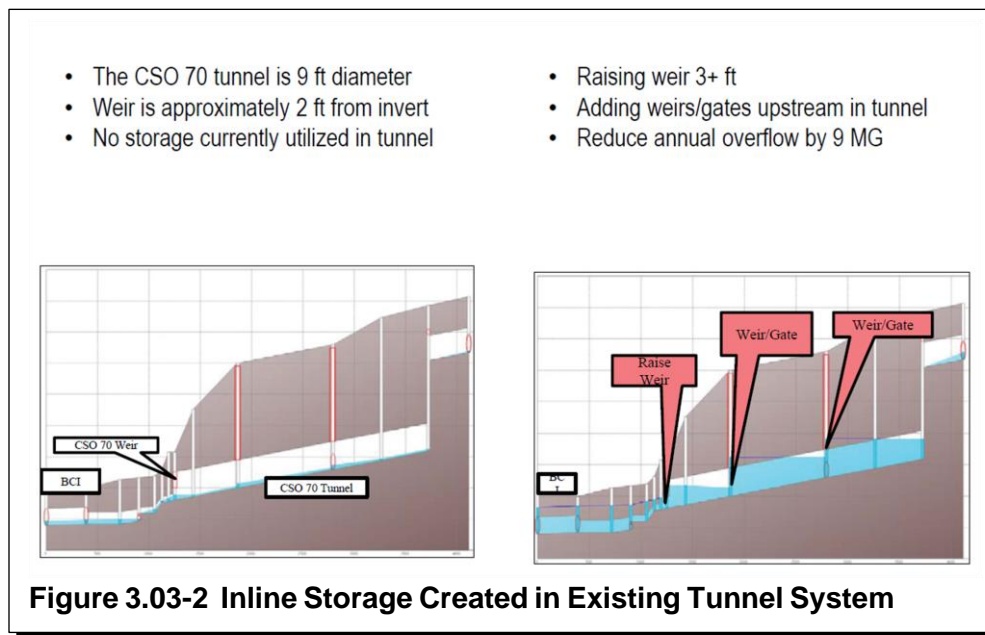 • The CSO 70 tunnel is 9 ft diameter
• Weir is approximately 2 ft from invert
• No storage currently utilized in tunnel
• Raising weir 3+ ft
• Adding weirs/gates upstream in tunnel
• Reduce annual overflow by 9 MG
CSO 70 Weir
BCI
CSO 70 Tunnel
Raise
Weir
Weir/Gate
Weir/Gate
BC
I
Figure 3.03-2 Inline Storage Created in Existing Tunnel System